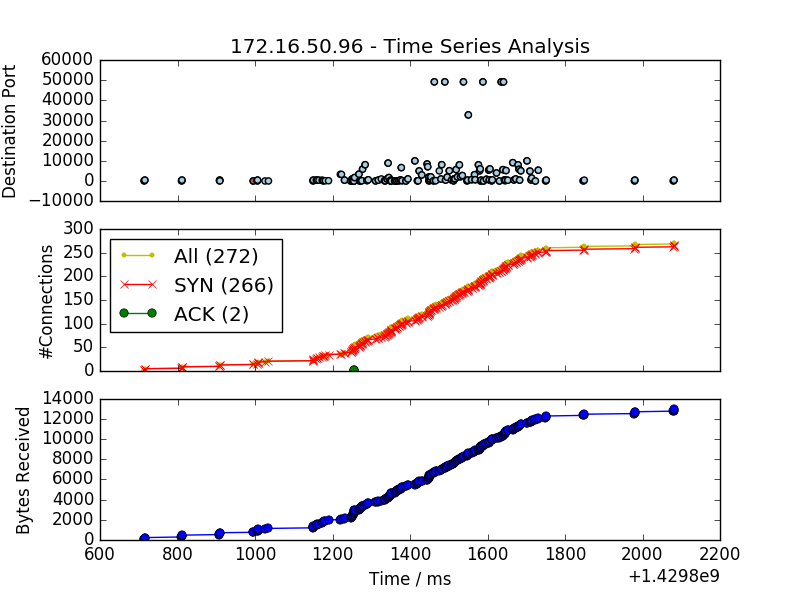 172.16.50.96 - Time Series Analysis
60000
50000
40000
30000
20000
10000
0
−10000
Destination Port
300
250
200
150
100
50
0
#Connections
All (272)
SYN (266)
ACK (2)
14000
12000
10000
8000
6000
4000
2000
0
Bytes Received
600 800 1000 1200 1400 1600 1800 2000 2200
Time / ms
+1.4298e9